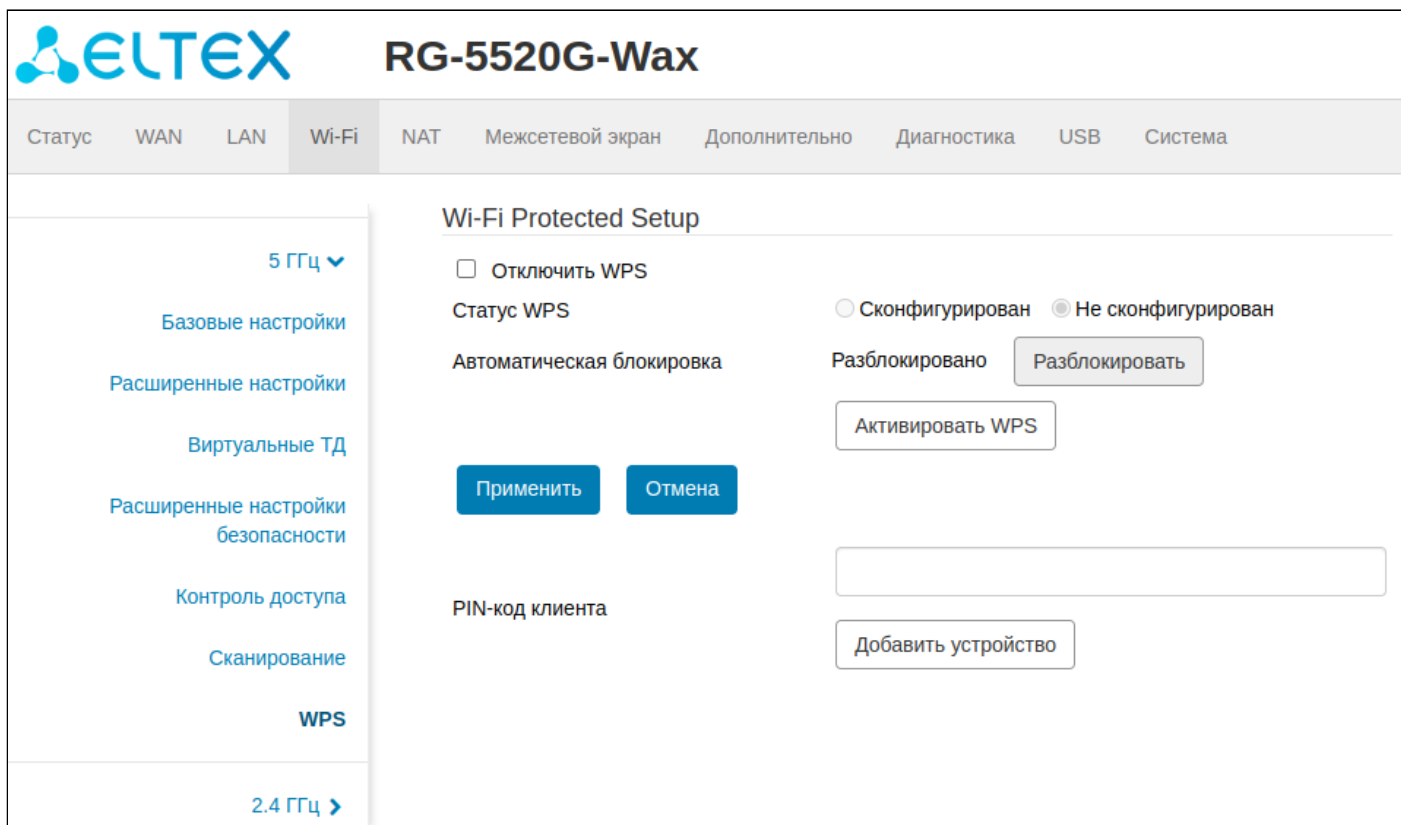 ELTEX RG-5520G-Wax
Статус WAN LAN Wi-Fi NAT Межсетевой экран Дополнительно Диагностика USB Система
5 ГГц
Базовые настройки
Расширенные настройки
Виртуальные ТД
Расширенные настройки
безопасности
Контроль доступа
Сканирование
WPS
2.4 ГГц
Wi-Fi Protected Setup
Отключить WPS
Статус WPS Сконфигурирован Не сконфигурирован
Автоматическая блокировка Разблокировано Разблокировать
Активировать WPS
Применить Отмена
PIN-код клиента
Добавить устройство